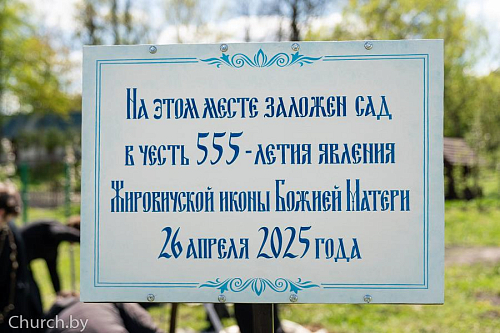 На этом месте заложен сад
в честь 555-летия явления
Жировичской иконы Божией Матери
26 апреля 2025 года
Church.by